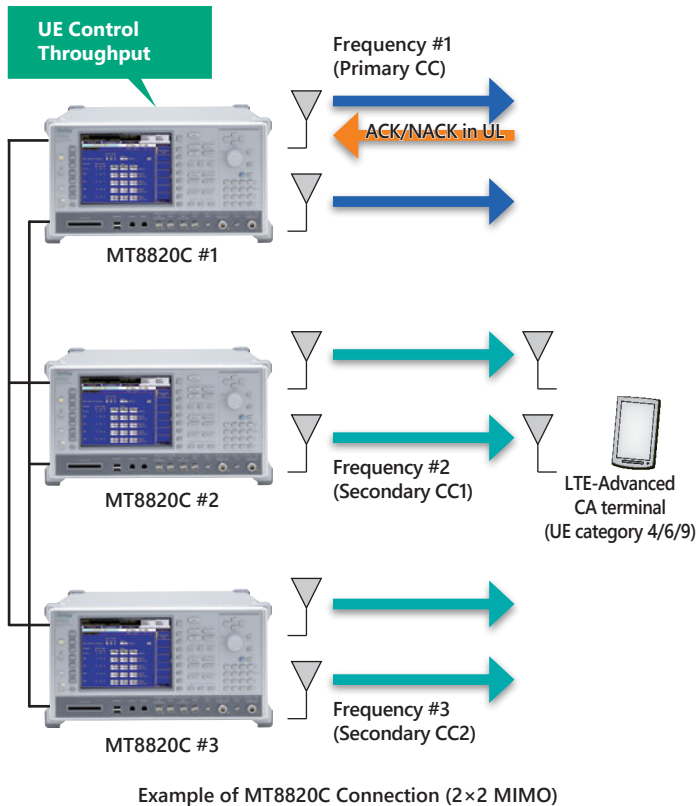 UE Control
Throughput
Frequency #1
(Primary CC)
ACK/NACK in UL
MT8820C #1
MT8820C #2
Frequency #2
(Secondary CC1)
LTE-Advanced
CA terminal
(UE category 4/6/9)
MT8820C #3
Frequency #3
(Secondary CC2)
Example of MT8820C Connection (2×2 MIMO)